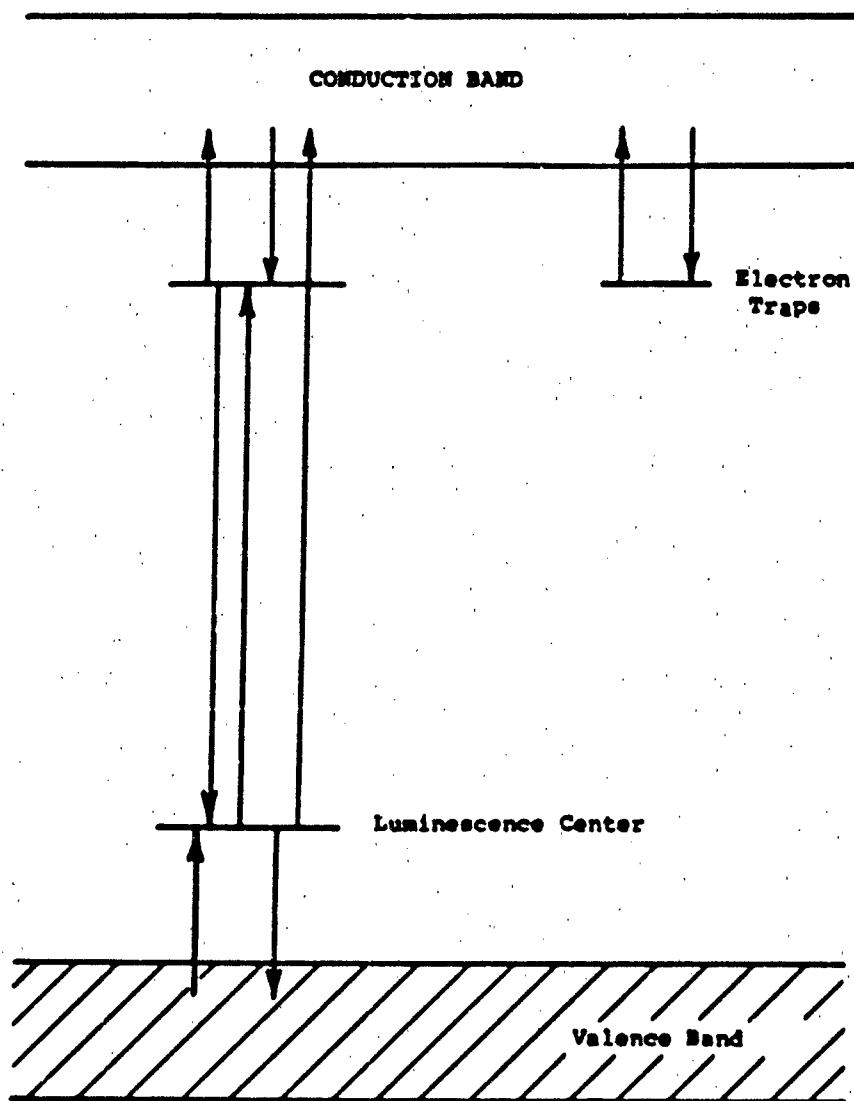 CONDUCTION BAND
Electron
Traps
Luminescence Center
Valence Band